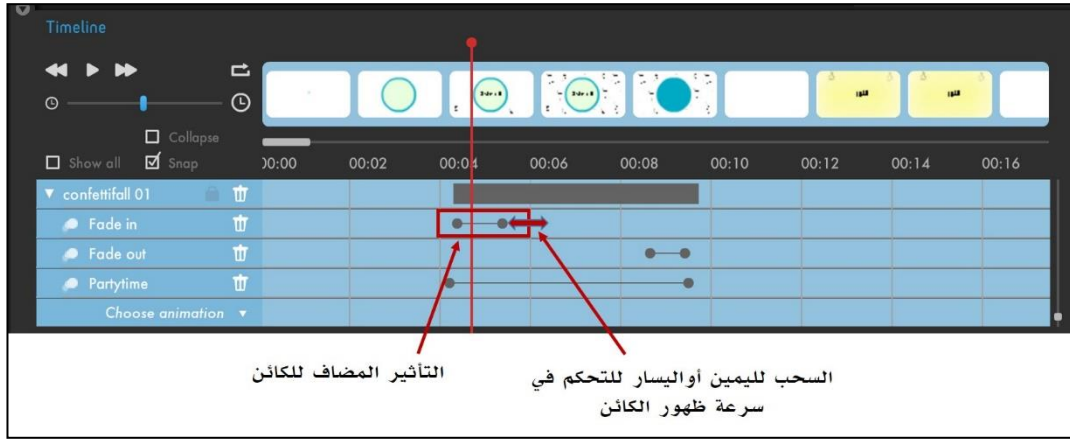 Timeline
Collapse
Show all Snap
00:00 00:02 00:04 00:06 00:08 00:10 00:12 00:14 00:16
confettifall 01
Fade in
Fade out
Partytime
Choose animation
السحب لليمين أواليسار للتحكم في
سرعة ظهور الكائن
التأثير المضاف للكائن